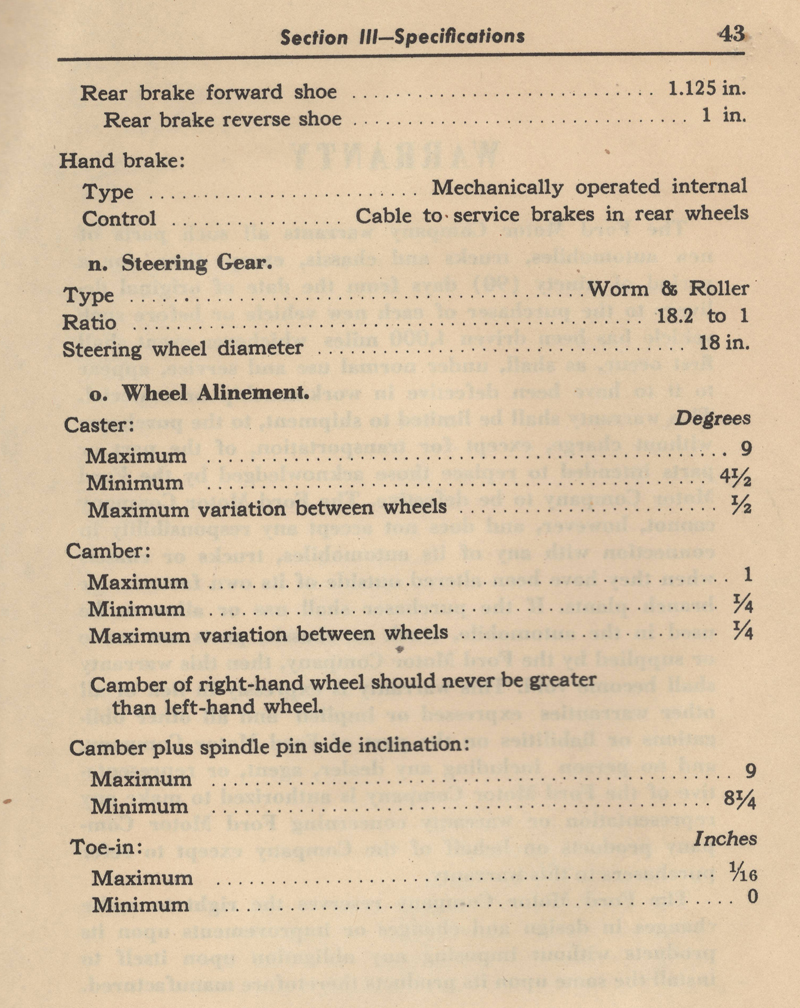 Section III—Specifications 43
Rear brake forward shoe ........................... 1.125 in.
Rear brake reverse shoe .............................. 1 in.
Hand brake:
Type ........................ Mechanically operated internal
Control ................ Cable to service brakes in rear wheels
n. Steering Gear.
Type ........................................ Worm & Roller
Ratio ............................................. 18.2 to 1
Steering wheel diameter ................................. 18 in.
o. Wheel Alinement.
Caster: Degrees
Maximum .............................................. 9
Minimum ............................................. 4½
Maximum variation between wheels ....................... ½
Camber:
Maximum .............................................. 1
Minimum .............................................. ¼
Maximum variation between wheels ....................... ¼
Camber of right-hand wheel should never be greater
than left-hand wheel.
Camber plus spindle pin side inclination:
Maximum .............................................. 9
Minimum ............................................. 8¼
Toe-in: Inches
Maximum ............................................. 1/16
Minimum .............................................. 0